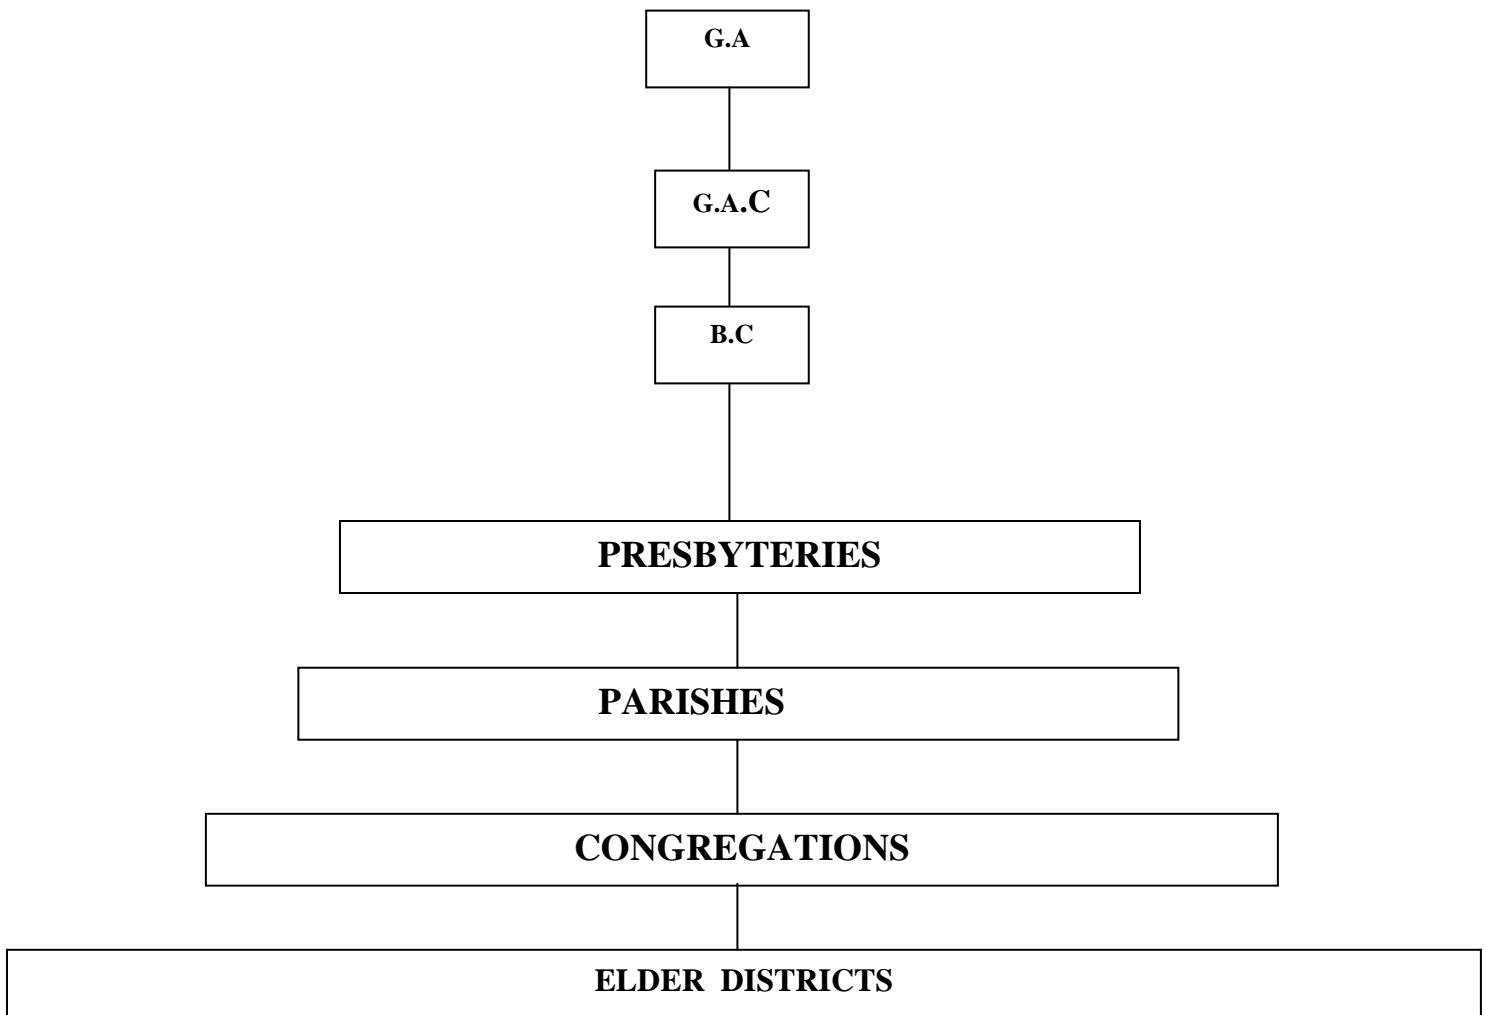 G.A
G.A.C
B.C
PRESBYTERIES
PARISHES
CONGREGATIONS
ELDER DISTRICTS